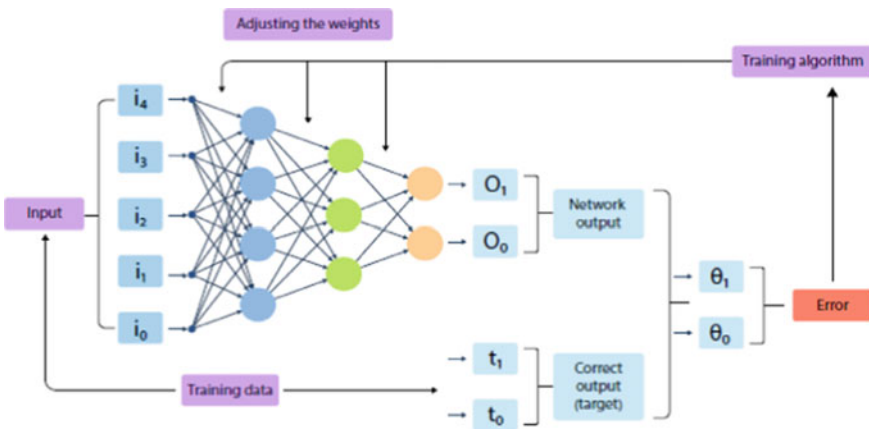 Adjusting the weights
Training algorithm
i₄
i₃
i₂
i₁
i₀
Input
O₁
O₀
Network
output
θ₁
θ₀
Error
t₁
t₀
Correct
output
(target)
Training data